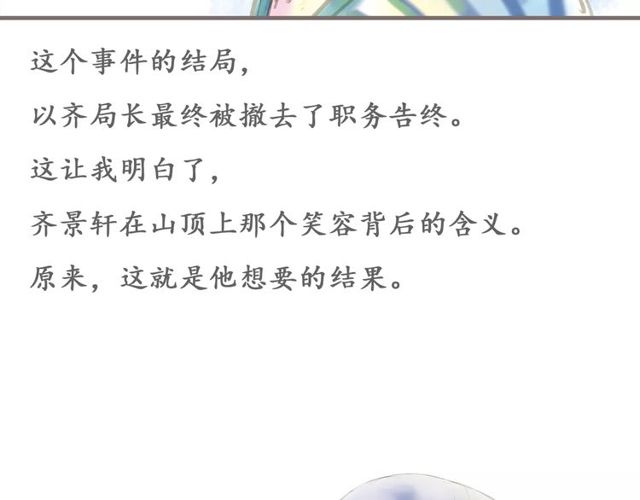 这个事件的结局，
以齐局长最终被撤去了职务告终。
这让我明白了，
齐景轩在山顶上那个笑容背后的含义。
原来，这就是他想要的结果。